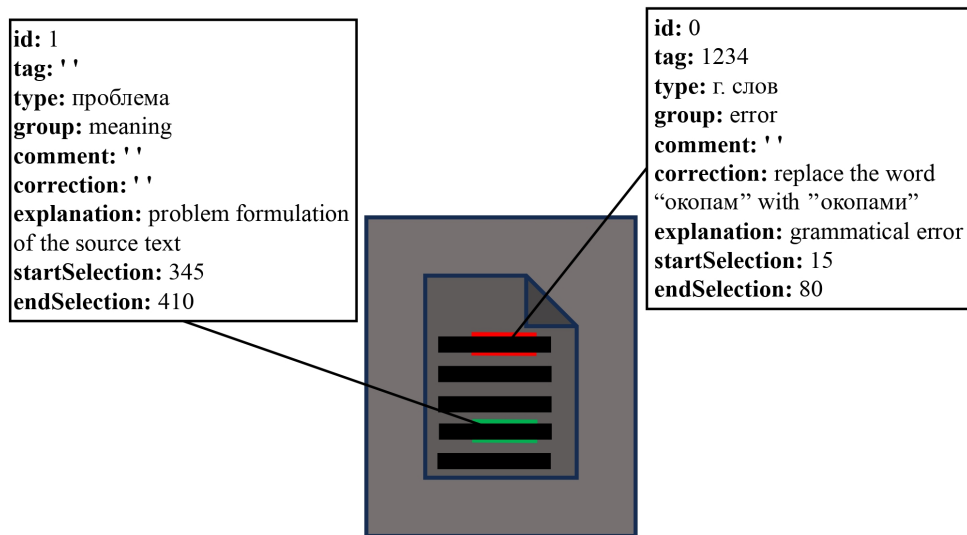 id: 1
tag: ' '
type: проблема
group: meaning
comment: ' '
correction: ' '
explanation: problem formulation
of the source text
startSelection: 345
endSelection: 410
id: 0
tag: 1234
type: г. слов
group: error
comment: ' '
correction: replace the word
“окопам” with ”окопами”
explanation: grammatical error
startSelection: 15
endSelection: 80